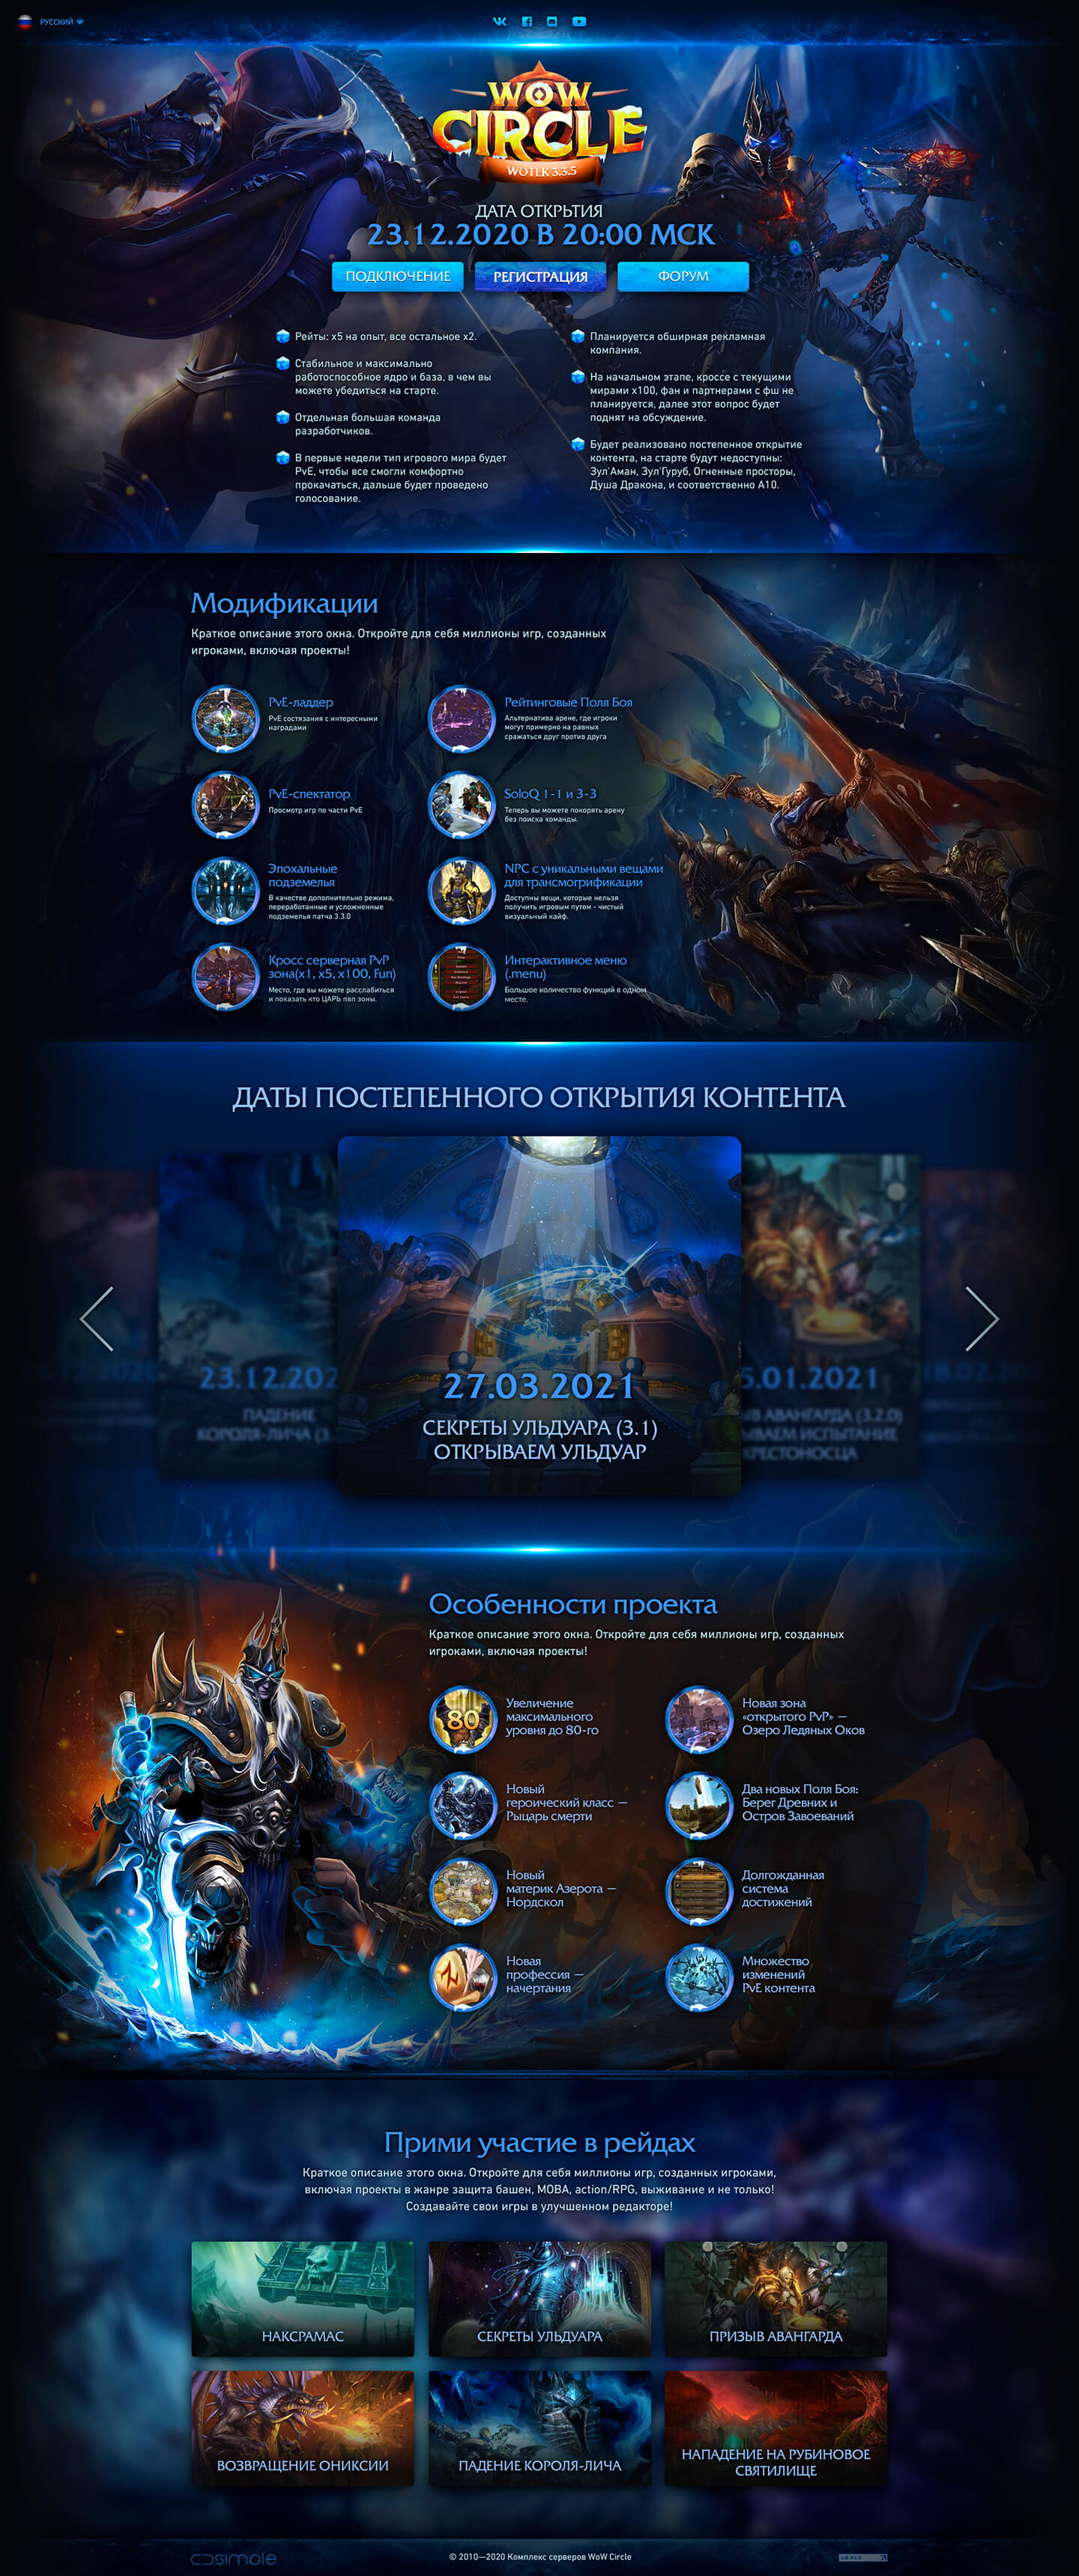 РУССКИЙ
WOW
CIRCLE
WOTLK 3.3.5
ДАТА ОТКРЫТИЯ
23.12.2020 В 20:00 МСК
ПОДКЛЮЧЕНИЕ
РЕГИСТРАЦИЯ
ФОРУМ
Рейты: х5 на опыт, все остальное х2.
Стабильное и максимально
работоспособное ядро и база, в чем вы
можете убедиться на старте.
Отдельная большая команда
разработчиков.
В первые недели тип игрового мира будет
PvE, чтобы все смогли комфортно
прокачаться, дальше будет проведено
голосование.
Планируется обширная рекламная
компания.
На начальном этапе, кроссе с текущими
мирами х100, фан и партнерами с фш не
планируется, далее этот вопрос будет
поднят на обсуждение.
Будет реализовано постепенное открытие
контента, на старте будут недоступны:
Зул'Аман, Зул'Гуруб, Огненные просторы,
Душа Дракона, и соответственно А10.
Модификации
Краткое описание этого окна. Откройте для себя миллионы игр, созданных
игроками, включая проекты!
PvE-ладдер
PvE состязания с интересными
наградами
Рейтинговые Поля Боя
Альтернатива арене, где игроки
могут примерно на равных
сражаться друг против друга
PvE-спектатор
Просмотр игр по части PvE
SoloQ 1-1 и 3-3
Теперь вы можете покорять арену
без поиска команды.
Эпохальные
подземелья
В качестве дополнительно режима,
переработанные и усложненные
подземелья патча 3.3.0
NPC с уникальными вещами
для трансмогрификации
Доступны вещи, которые нельзя
получить игровым путем - чистый
визуальный кайф.
Кросс серверная PvP
зона(х1, х5, х100, Fun)
Место, где вы можете расслабиться
и показать кто ЦАРЬ пвп зоны.
Интерактивное меню
(.menu)
Большое количество функций в одном
месте.
ДАТЫ ПОСТЕПЕННОГО ОТКРЫТИЯ КОНТЕНТА
23.12.202
ПАДЕНИЕ
КОРОЛЯ-ЛИЧА (3.
27.03.2021
СЕКРЕТЫ УЛЬДУАРА (3.1)
ОТКРЫВАЕМ УЛЬДУАР
5.01.2021
ЫВ АВАНГАРДА (3.2.0)
ЫВАЕМ ИСПЫТАНИЕ
КРЕСТОНОСЦА
Особенности проекта
Краткое описание этого окна. Откройте для себя миллионы игр, созданных
игроками, включая проекты!
80
Увеличение
максимального
уровня до 80-го
Новая зона
«открытого PvP» —
Озеро Ледяных Оков
Новый
героический класс —
Рыцарь смерти
Два новых Поля Боя:
Берег Древних и
Остров Завоеваний
Новый
материк Азерота —
Нордскол
Долгожданная
система
достижений
Новая
профессия —
начертания
Множество
изменений
PvE контента
Прими участие в рейдах
Краткое описание этого окна. Откройте для себя миллионы игр, созданных игроками,
включая проекты в жанре защита башен, MOBA, action/RPG, выживание и не только!
Создавайте свои игры в улучшенном редакторе!
НАКСРАМАС
СЕКРЕТЫ УЛЬДУАРА
ПРИЗЫВ АВАНГАРДА
ВОЗВРАЩЕНИЕ ОНИКСИИ
ПАДЕНИЕ КОРОЛЯ-ЛИЧА
НАПАДЕНИЕ НА РУБИНОВОЕ
СВЯТИЛИЩЕ
© 2010—2020 Комплекс серверов WoW Circle